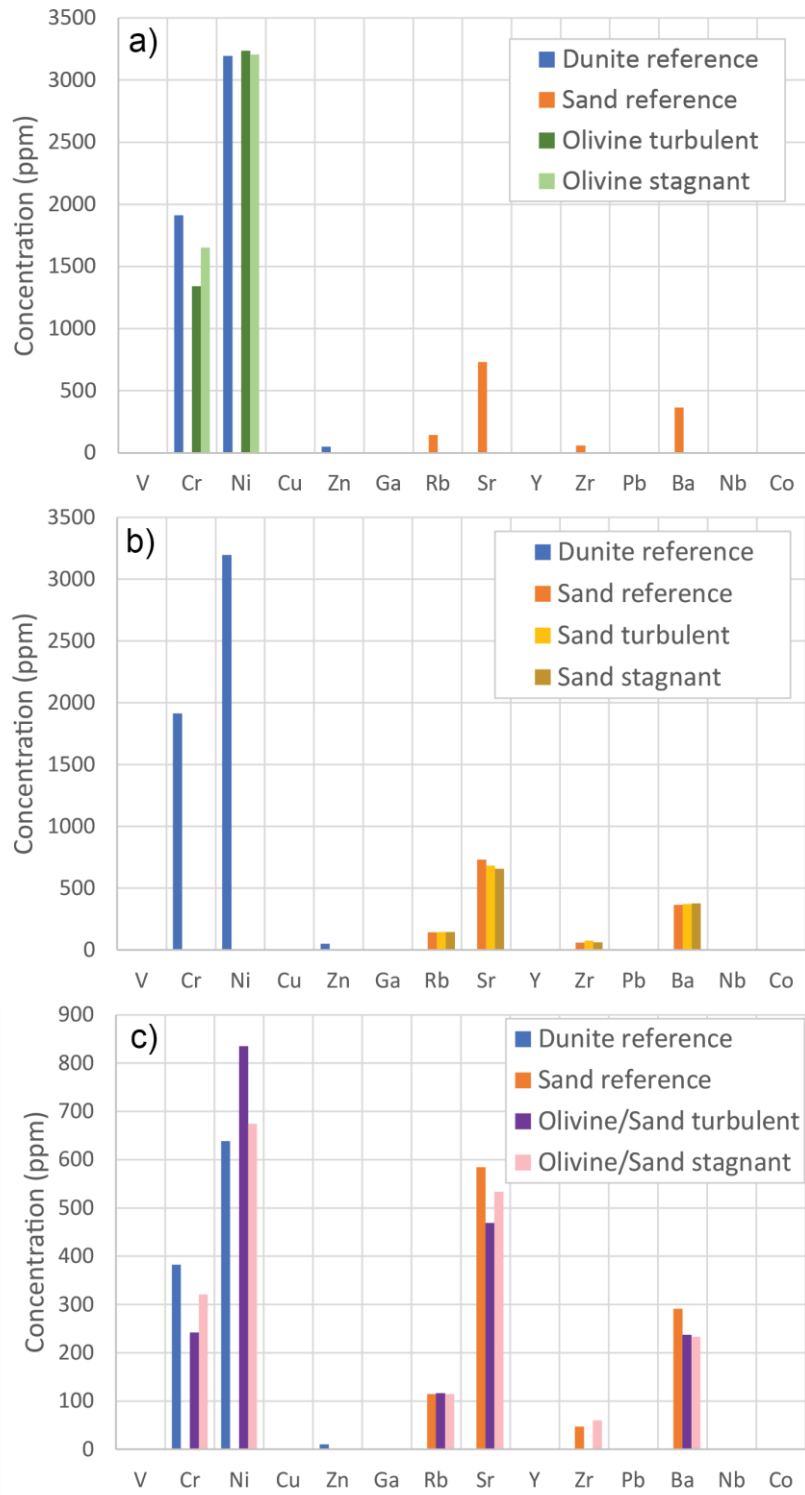 a)
Dunite reference
Sand reference
Olivine turbulent
Olivine stagnant
Concentration (ppm)
3500
3000
2500
2000
1500
1000
500
0
V Cr Ni Cu Zn Ga Rb Sr Y Zr Pb Ba Nb Co
b)
Dunite reference
Sand reference
Sand turbulent
Sand stagnant
Concentration (ppm)
3500
3000
2500
2000
1500
1000
500
0
V Cr Ni Cu Zn Ga Rb Sr Y Zr Pb Ba Nb Co
c)
Dunite reference
Sand reference
Olivine/Sand turbulent
Olivine/Sand stagnant
Concentration (ppm)
900
800
700
600
500
400
300
200
100
0
V Cr Ni Cu Zn Ga Rb Sr Y Zr Pb Ba Nb Co